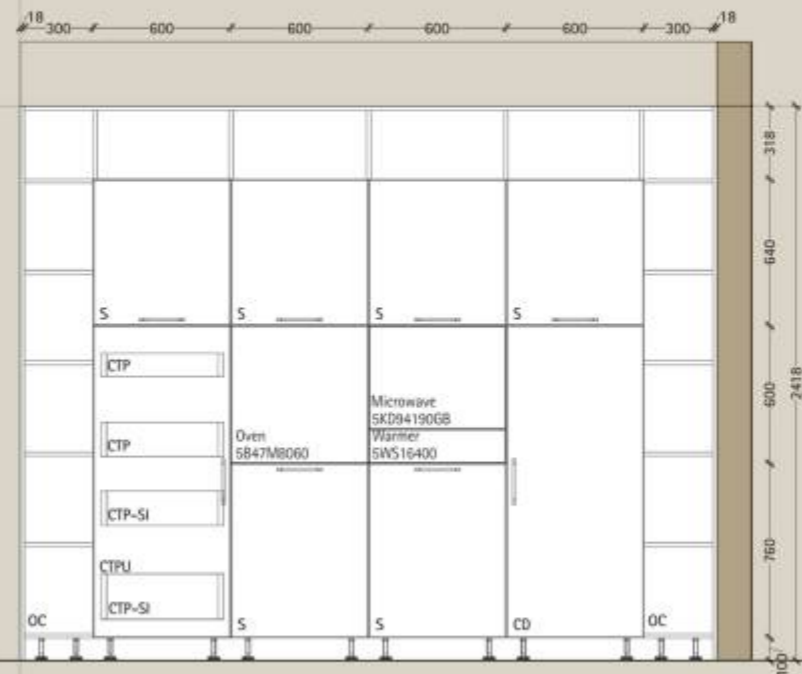 18 300 600 600 600 600 300 18
318
640
S S S S
CTP
600
2418
Microwave
5KD94190GB
Oven
Warmer
CTP
5B47M8060
5WS16400
CTP-SI
760
CTPU
CTP-SI
OC S S CD OC
100